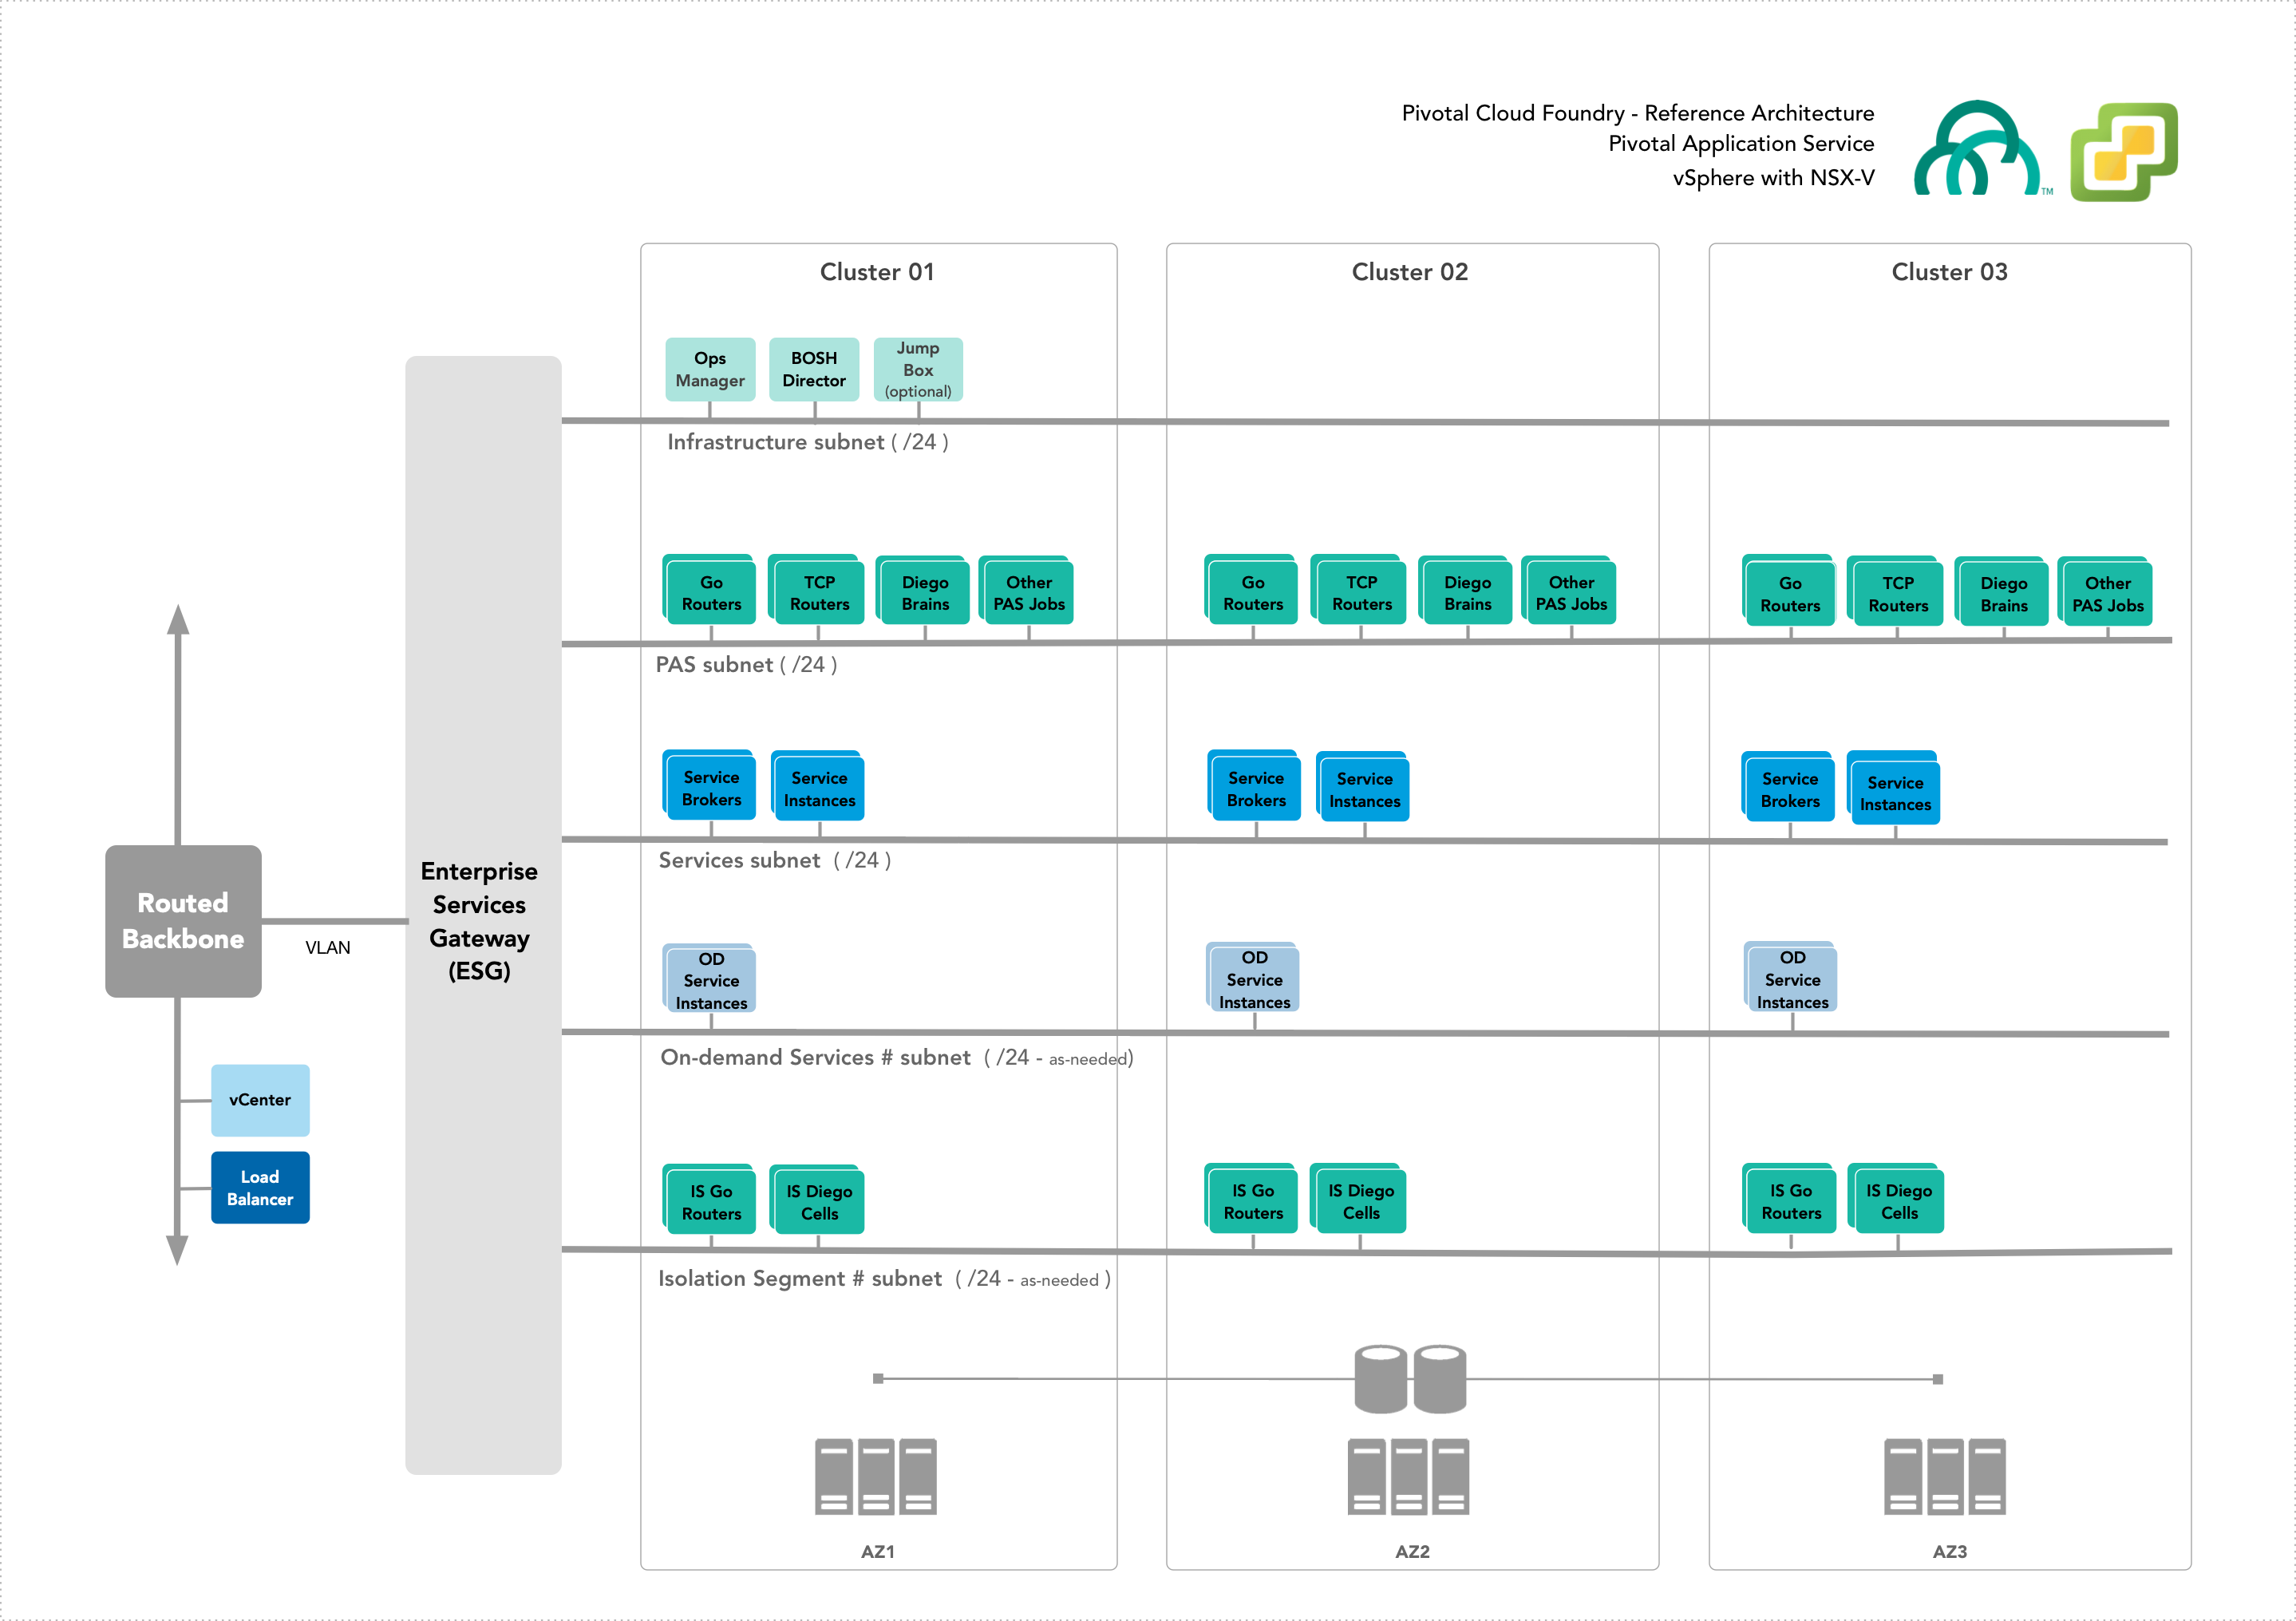 Pivotal Cloud Foundry - Reference Architecture
Pivotal Application Service
vSphere with NSX-V
TM
Cluster 01
Cluster 02
Cluster 03
Ops
Manager
BOSH
Director
Jump
Box
(optional)
Infrastructure subnet ( /24 )
Go
Routers
TCP
Routers
Diego
Brains
Other
PAS Jobs
Go
Routers
TCP
Routers
Diego
Brains
Other
PAS Jobs
Go
Routers
TCP
Routers
Diego
Brains
Other
PAS Jobs
PAS subnet ( /24 )
Service
Brokers
Service
Instances
Service
Brokers
Service
Instances
Service
Brokers
Service
Instances
Services subnet ( /24 )
Routed
Backbone
VLAN
Enterprise
Services
Gateway
(ESG)
OD
Service
Instances
OD
Service
Instances
OD
Service
Instances
On-demand Services # subnet ( /24 - as-needed)
vCenter
Load
Balancer
IS Go
Routers
IS Diego
Cells
IS Go
Routers
IS Diego
Cells
IS Go
Routers
IS Diego
Cells
Isolation Segment # subnet ( /24 - as-needed )
AZ1
AZ2
AZ3